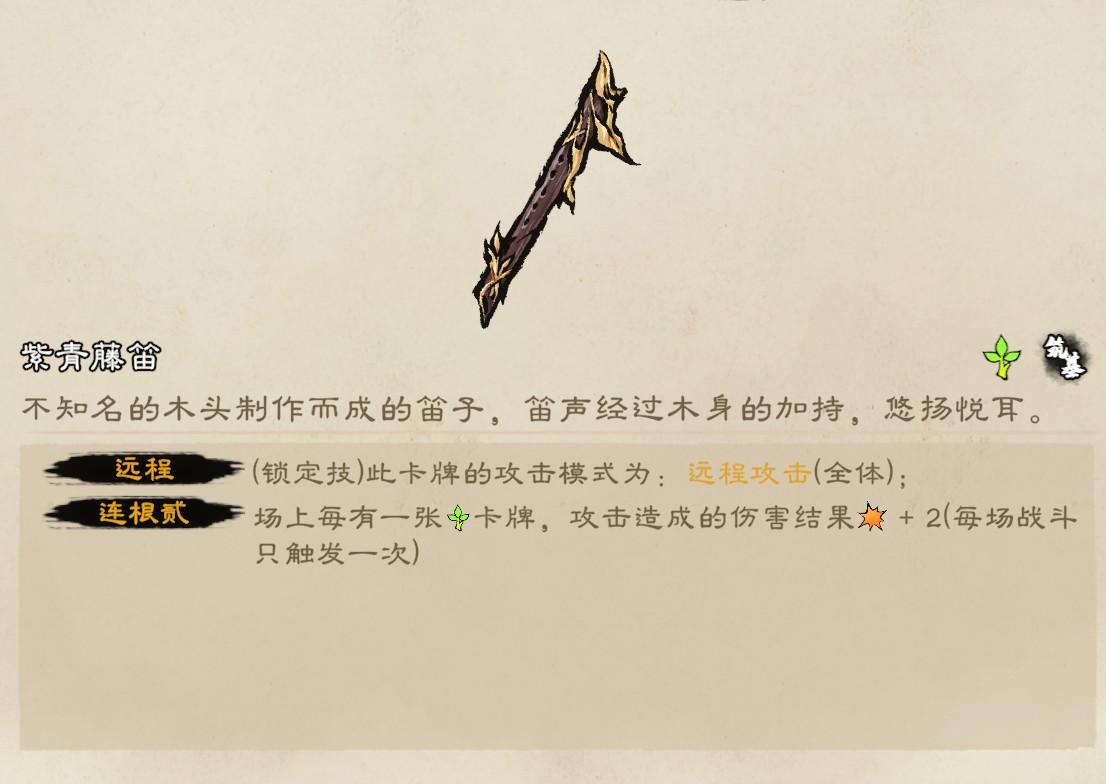 紫青藤笛
筑基
不知名的木头制作而成的笛子，笛声经过木身的加持，悠扬悦耳。
远程 (锁定技)此卡牌的攻击模式为：远程攻击(全体)；
连根贰 场上每有一张卡牌，攻击造成的伤害结果 + 2(每场战斗
只触发一次)